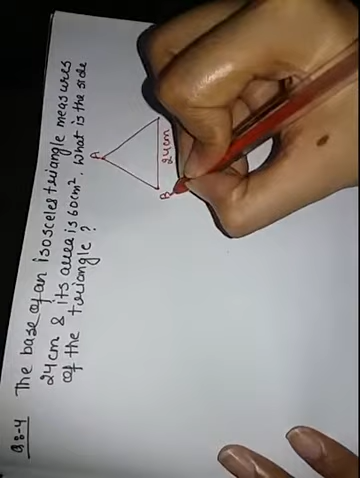 Q:-4 The base of an isosceles triangle measures
24cm & its area is 60cm². What is the side
of the triangle?
A
B
24cm